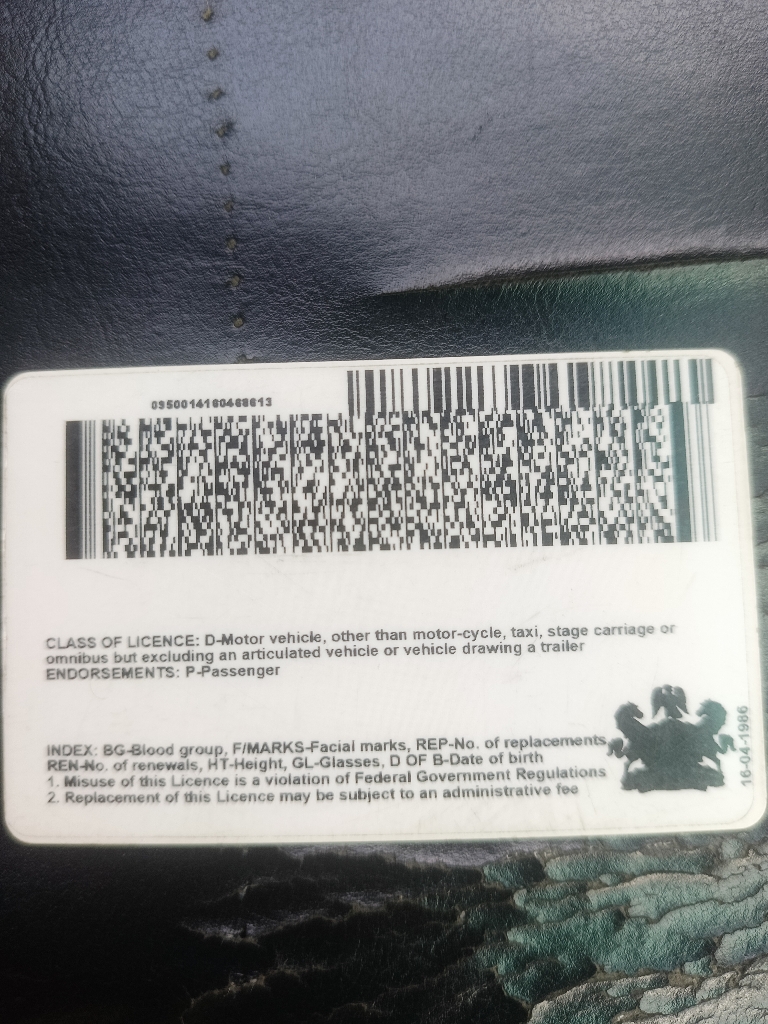 0950014160468613
CLASS OF LICENCE: D-Motor vehicle, other than motor-cycle, taxi, stage carriage or
omnibus but excluding an articulated vehicle or vehicle drawing a trailer
ENDORSEMENTS: P-Passenger
INDEX: BG-Blood group, F/MARKS-Facial marks, REP-No. of replacements,
REN-No. of renewals, HT-Height, GL-Glasses, D OF B-Date of birth
1. Misuse of this Licence is a violation of Federal Government Regulations
2. Replacement of this Licence may be subject to an administrative fee
16-04-1986